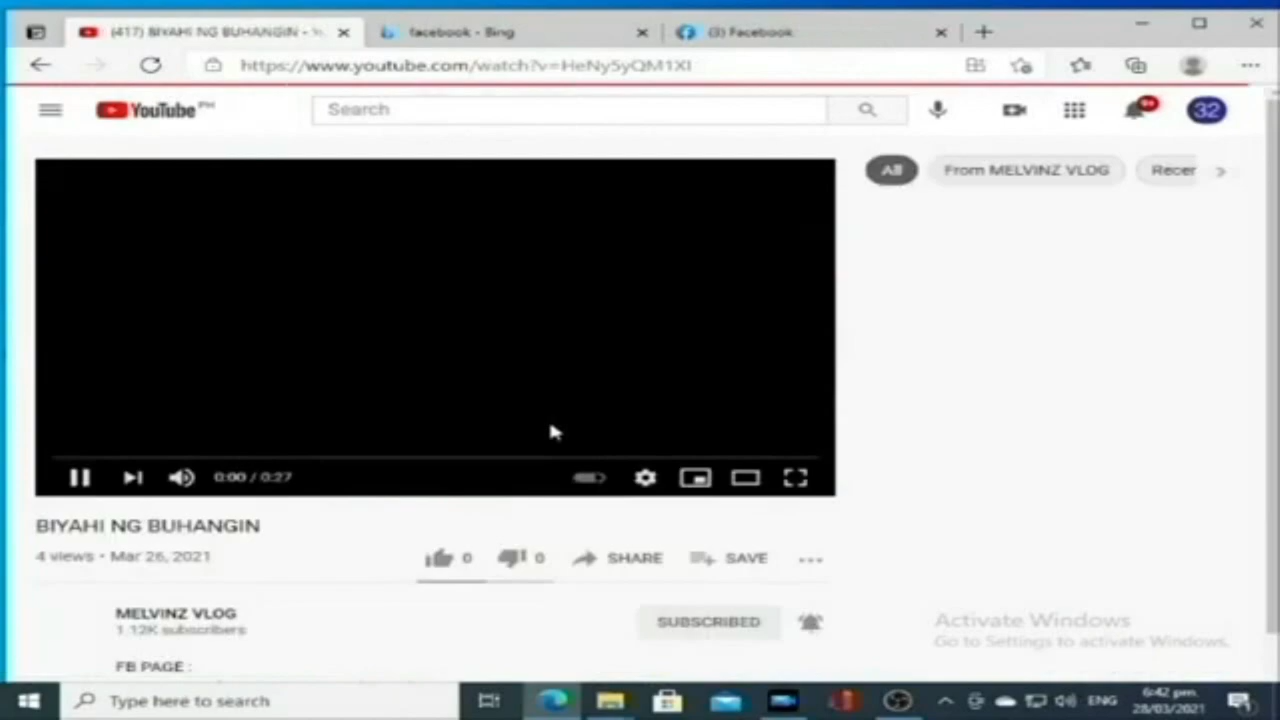 (417) BIYAHI NG BUHANGIN - Yo
facebook - Bing
(3) Facebook
https://www.youtube.com/watch?v=HeNy5yQM1XI
YouTube PH
Search
9+
32
All
From MELVINZ VLOG
Recer
0:00 / 0:27
BIYAHI NG BUHANGIN
4 views • Mar 26, 2021
0
0
SHARE
SAVE
MELVINZ VLOG
1.12K subscribers
SUBSCRIBED
FB PAGE :
Activate Windows
Go to Settings to activate Windows.
Type here to search
ENG
6:42 pm
28/03/2021